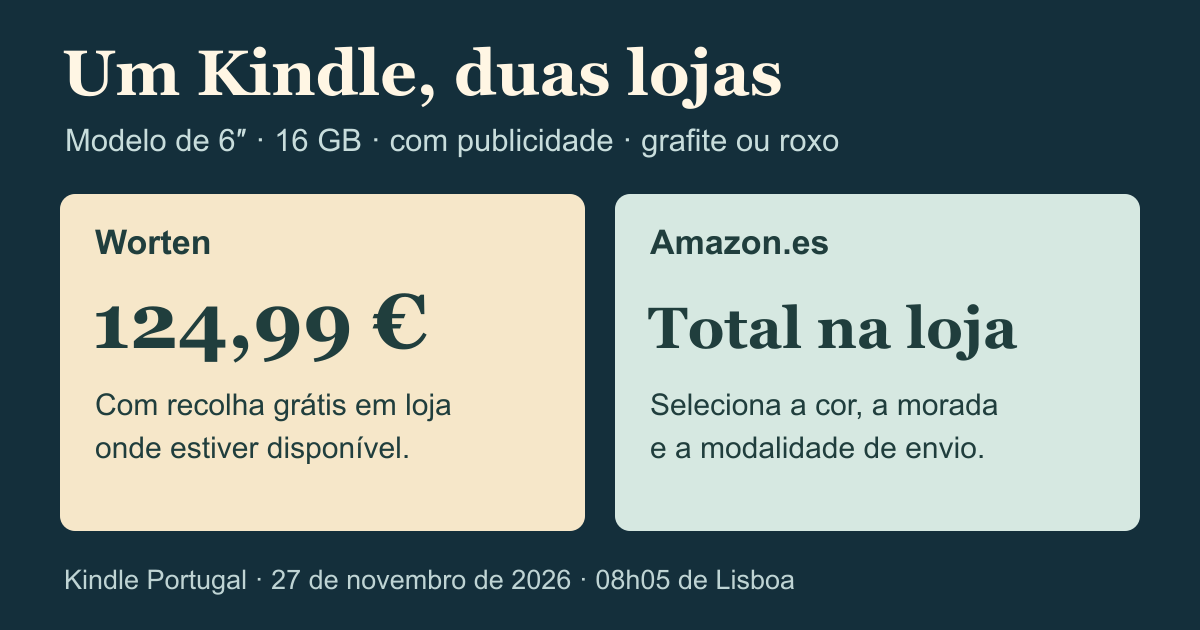 Um Kindle, duas lojas
Modelo de 6″ · 16 GB · com publicidade · grafite ou roxo
Worten
124,99 €
Com recolha grátis em loja
onde estiver disponível.
Amazon.es
Total na loja
Seleciona a cor, a morada
e a modalidade de envio.
Kindle Portugal · 27 de novembro de 2026 · 08h05 de Lisboa